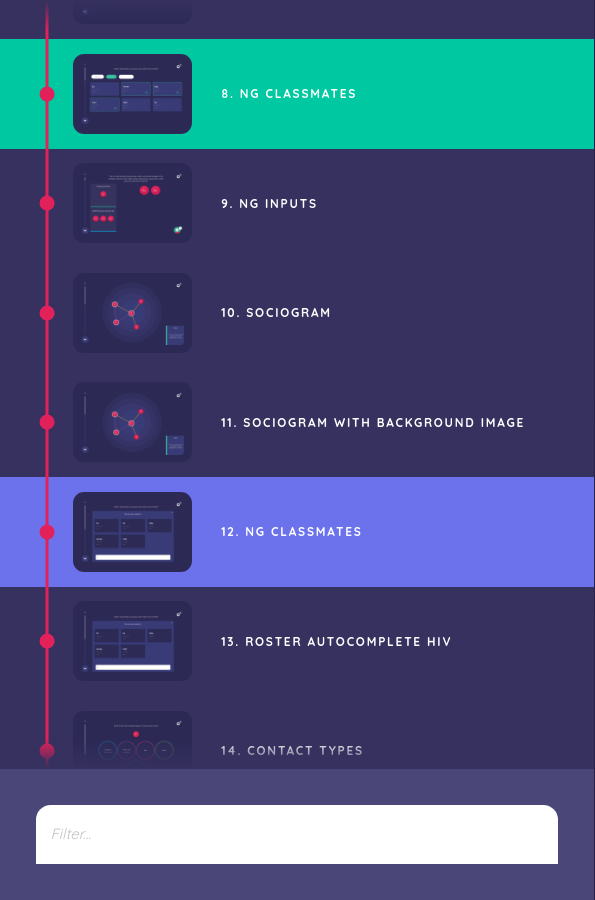 8. NG CLASSMATES
9. NG INPUTS
10. SOCIOGRAM
11. SOCIOGRAM WITH BACKGROUND IMAGE
12. NG CLASSMATES
13. ROSTER AUTOCOMPLETE HIV
14. CONTACT TYPES
Filter...